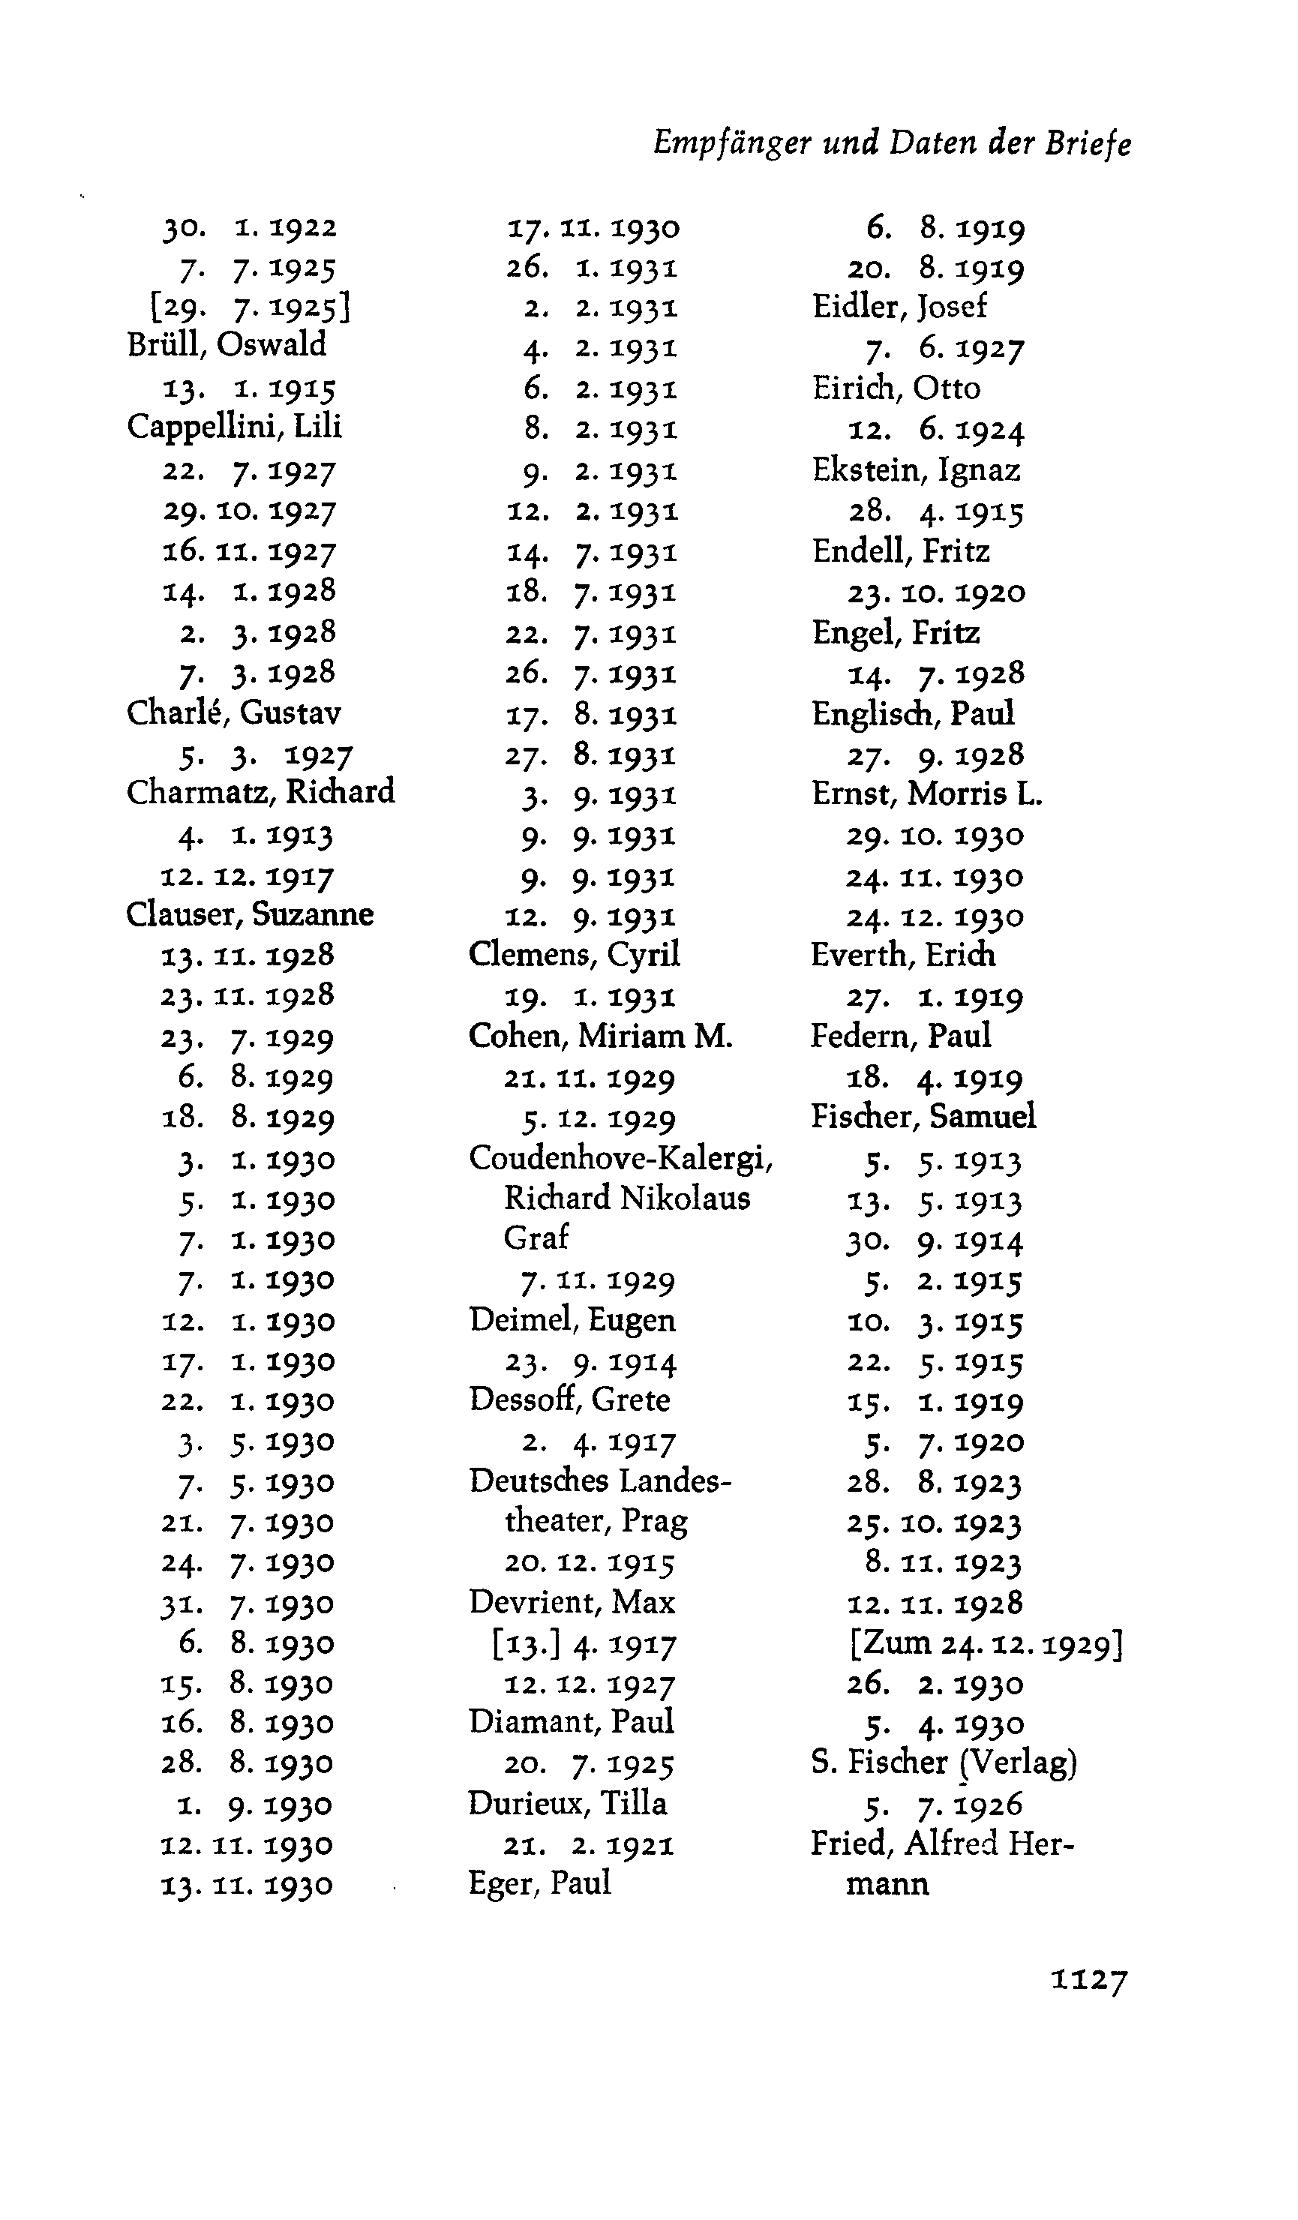 Empfänger und Daten der Briefe
30. 1. 1922
7. 7. 1925
[29. 7. 1925]
Brüll, Oswald
13. 1. 1915
Cappellini, Lili
22. 7. 1927
29. 10. 1927
16. 11. 1927
14. 1. 1928
2. 3. 1928
7. 3. 1928
Charlé, Gustav
5. 3. 1927
Charmatz, Richard
4. 1. 1913
12. 12. 1917
Clauser, Suzanne
13. 11. 1928
23. 11. 1928
23. 7. 1929
6. 8. 1929
18. 8. 1929
3. 1. 1930
5. 1. 1930
7. 1. 1930
7. 1. 1930
12. 1. 1930
17. 1. 1930
22. 1. 1930
3. 5. 1930
7. 5. 1930
21. 7. 1930
24. 7. 1930
31. 7. 1930
6. 8. 1930
15. 8. 1930
16. 8. 1930
28. 8. 1930
1. 9. 1930
12. 11. 1930
13. 11. 1930
17. 11. 1930
26. 1. 1931
2. 2. 1931
4. 2. 1931
6. 2. 1931
8. 2. 1931
9. 2. 1931
12. 2. 1931
14. 7. 1931
18. 7. 1931
22. 7. 1931
26. 7. 1931
17. 8. 1931
27. 8. 1931
3. 9. 1931
9. 9. 1931
9. 9. 1931
12. 9. 1931
Clemens, Cyril
19. 1. 1931
Cohen, Miriam M.
21. 11. 1929
5. 12. 1929
Coudenhove-Kalergi,
Richard Nikolaus
Graf
7. 11. 1929
Deimel, Eugen
23. 9. 1914
Dessoff, Grete
2. 4. 1917
Deutsches Landes-
theater, Prag
20. 12. 1915
Devrient, Max
[13.] 4. 1917
12. 12. 1927
Diamant, Paul
20. 7. 1925
Durieux, Tilla
21. 2. 1921
Eger, Paul
6. 8. 1919
20. 8. 1919
Eidler, Josef
7. 6. 1927
Eirich, Otto
12. 6. 1924
Ekstein, Ignaz
28. 4. 1915
Endell, Fritz
23. 10. 1920
Engel, Fritz
14. 7. 1928
Englisch, Paul
27. 9. 1928
Ernst, Morris L.
29. 10. 1930
24. 11. 1930
24. 12. 1930
Everth, Erich
27. 1. 1919
Federn, Paul
18. 4. 1919
Fischer, Samuel
5. 5. 1913
13. 5. 1913
30. 9. 1914
5. 2. 1915
10. 3. 1915
22. 5. 1915
15. 1. 1919
5. 7. 1920
28. 8. 1923
25. 10. 1923
8. 11. 1923
12. 11. 1928
[Zum 24. 12. 1929]
26. 2. 1930
5. 4. 1930
S. Fischer (Verlag)
5. 7. 1926
Fried, Alfred Her-
mann
1127